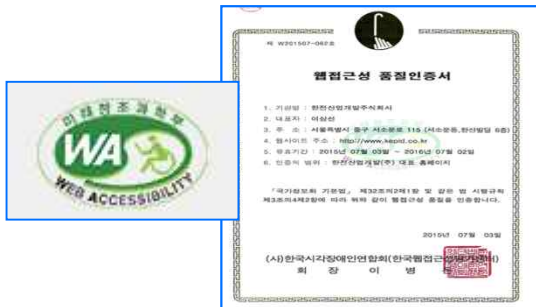 미래창조과학부
WA
WEB ACCESSIBILITY
제 W201507-062호
웹접근성 품질인증서
1. 기관명 : 한전산업개발주식회사
2. 대표자 : 이삼선
3. 주 소 : 서울특별시 중구 서소문로 115 (서소문동,한산빌딩 8층)
4. 웹사이트 주소 : http://www.kepid.co.kr
5. 유효기간 : 2015년 07월 03일 ~ 2016년 07월 02일
6. 인증의 범위 : 한전산업개발(주) 대표 홈페이지
「국가정보화 기본법」 제32조의2제1항 및 같은 법 시행규칙
제3조의4제2항에 따라 위와 같이 웹접근성 품질을 인증합니다.
2015년 07월 03일
(사)한국시각장애인연합회(한국웹접근성평가센터)
회 장 이 병